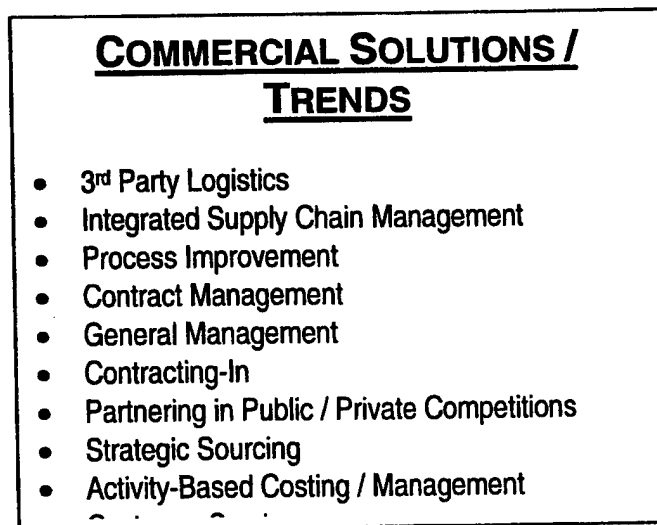 COMMERCIAL SOLUTIONS /
TRENDS
• 3rd Party Logistics
• Integrated Supply Chain Management
• Process Improvement
• Contract Management
• General Management
• Contracting-In
• Partnering in Public / Private Competitions
• Strategic Sourcing
• Activity-Based Costing / Management